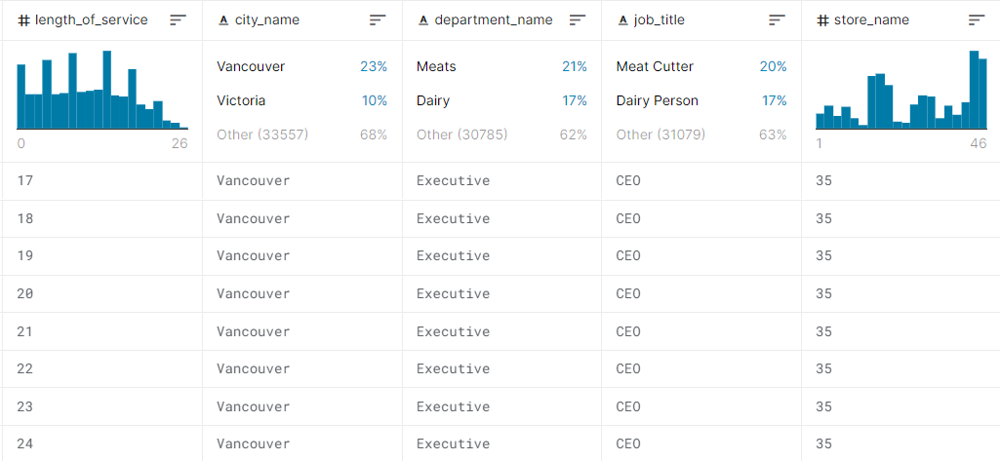 # length_of_service A city_name A department_name A job_title # store_name
Vancouver 23% Meats 21% Meat Cutter 20%
Victoria 10% Dairy 17% Dairy Person 17%
Other (33557) 68% Other (30785) 62% Other (31079) 63%
0 26 1 46
17 Vancouver Executive CEO 35
18 Vancouver Executive CEO 35
19 Vancouver Executive CEO 35
20 Vancouver Executive CEO 35
21 Vancouver Executive CEO 35
22 Vancouver Executive CEO 35
23 Vancouver Executive CEO 35
24 Vancouver Executive CEO 35